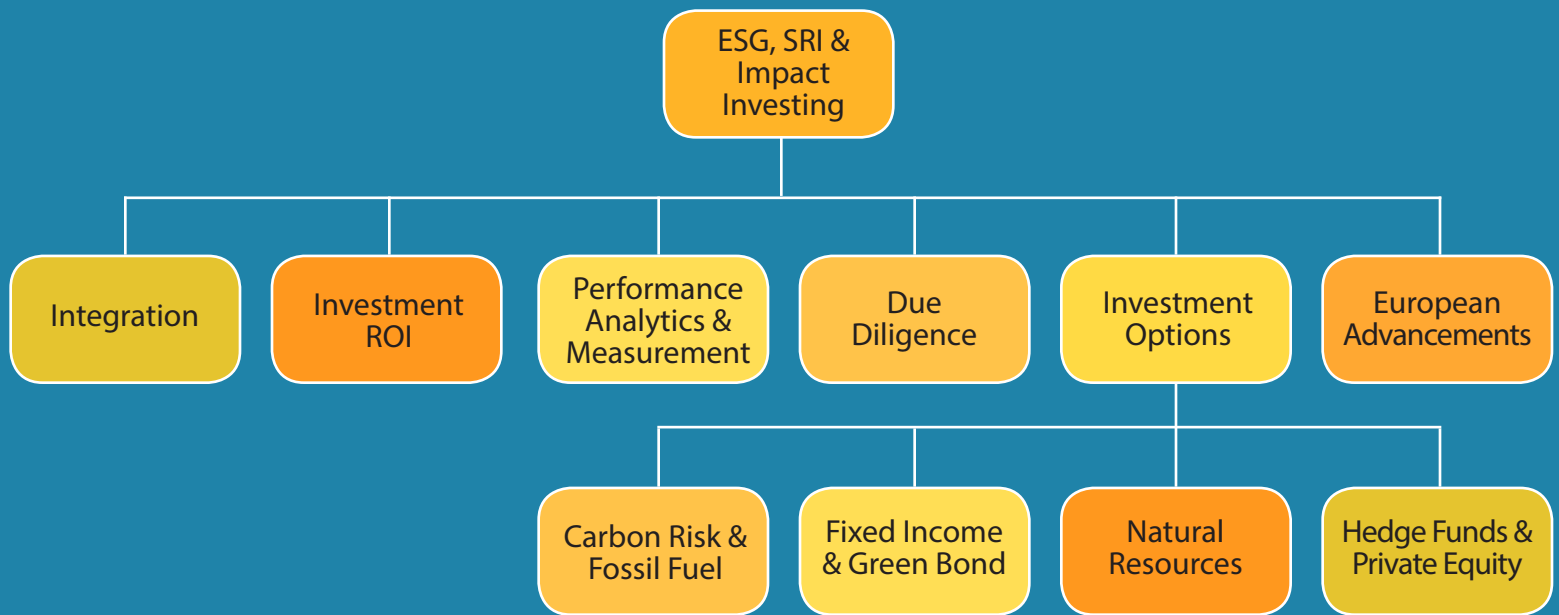 ESG, SRI &
Impact
Investing
Integration
Investment
ROI
Performance
Analytics &
Measurement
Due
Diligence
Investment
Options
European
Advancements
Carbon Risk &
Fossil Fuel
Fixed Income
& Green Bond
Natural
Resources
Hedge Funds &
Private Equity